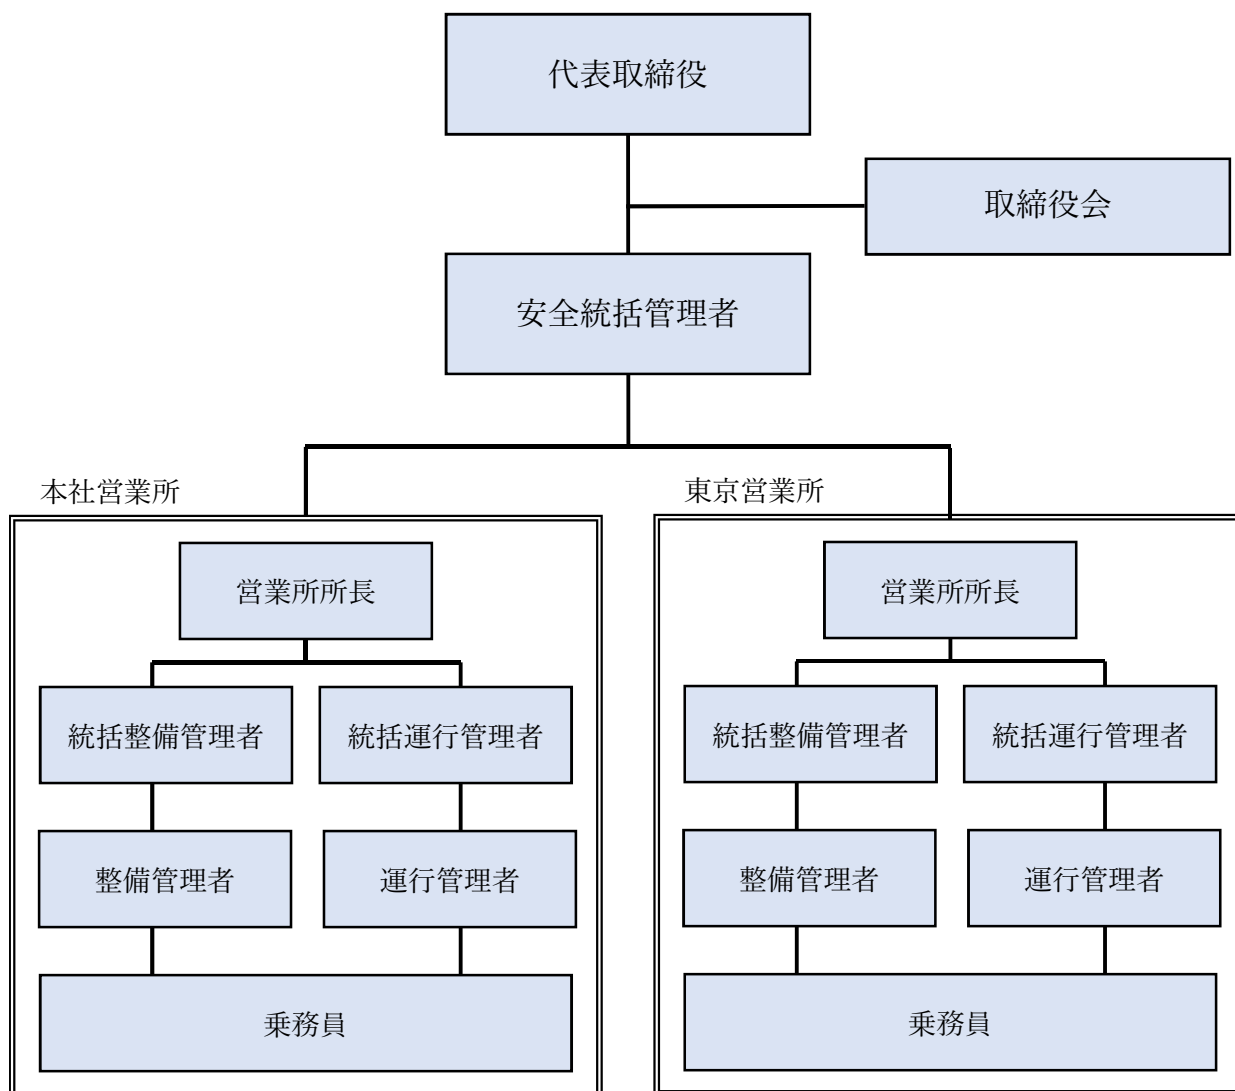 代表取締役
取締役会
安全統括管理者
本社営業所
営業所所長
統括整備管理者
統括運行管理者
整備管理者
運行管理者
乗務員
東京営業所
営業所所長
統括整備管理者
統括運行管理者
整備管理者
運行管理者
乗務員